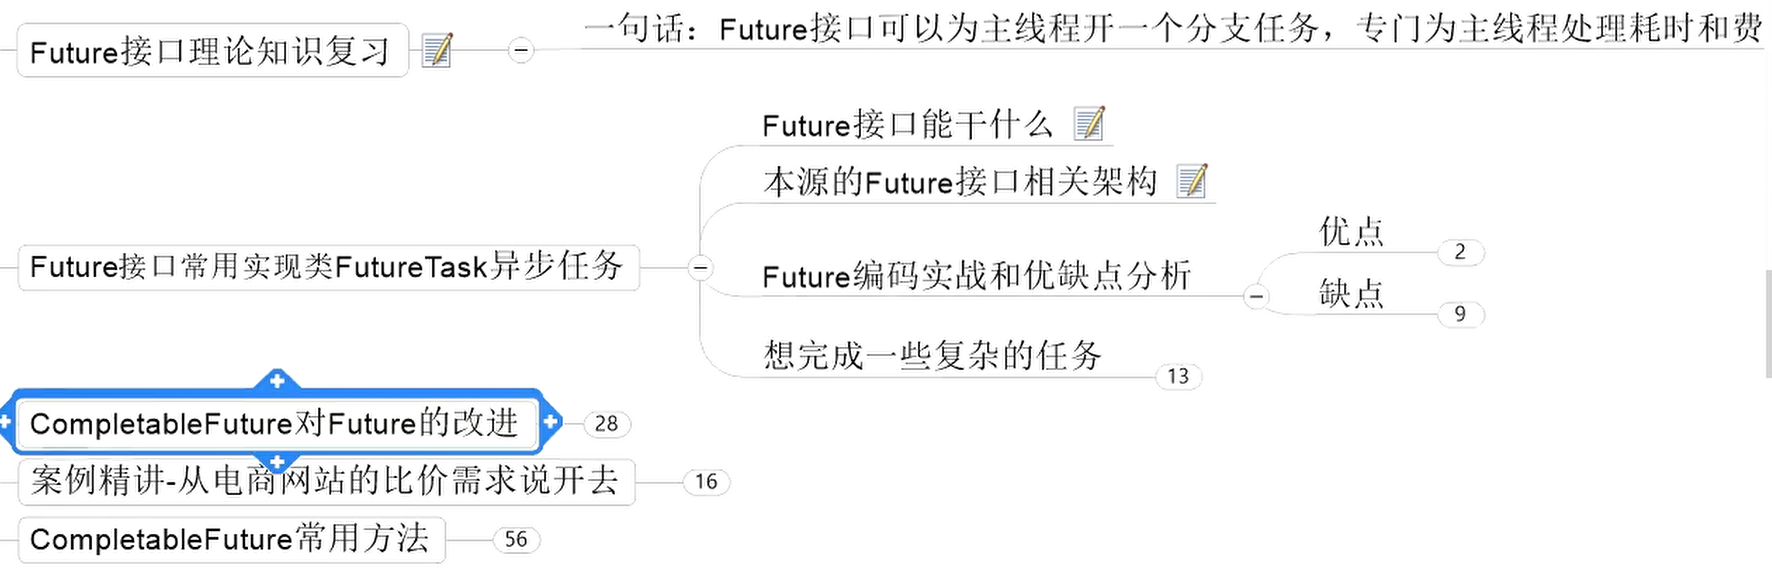 Future接口理论知识复习
一句话：Future接口可以为主线程开一个分支任务，专门为主线程处理耗时和费
Future接口常用实现类FutureTask异步任务
Future接口能干什么
本源的Future接口相关架构
Future编码实战和优缺点分析
优点
2
缺点
9
想完成一些复杂的任务
13
CompletableFuture对Future的改进
28
案例精讲-从电商网站的比价需求说开去
16
CompletableFuture常用方法
56